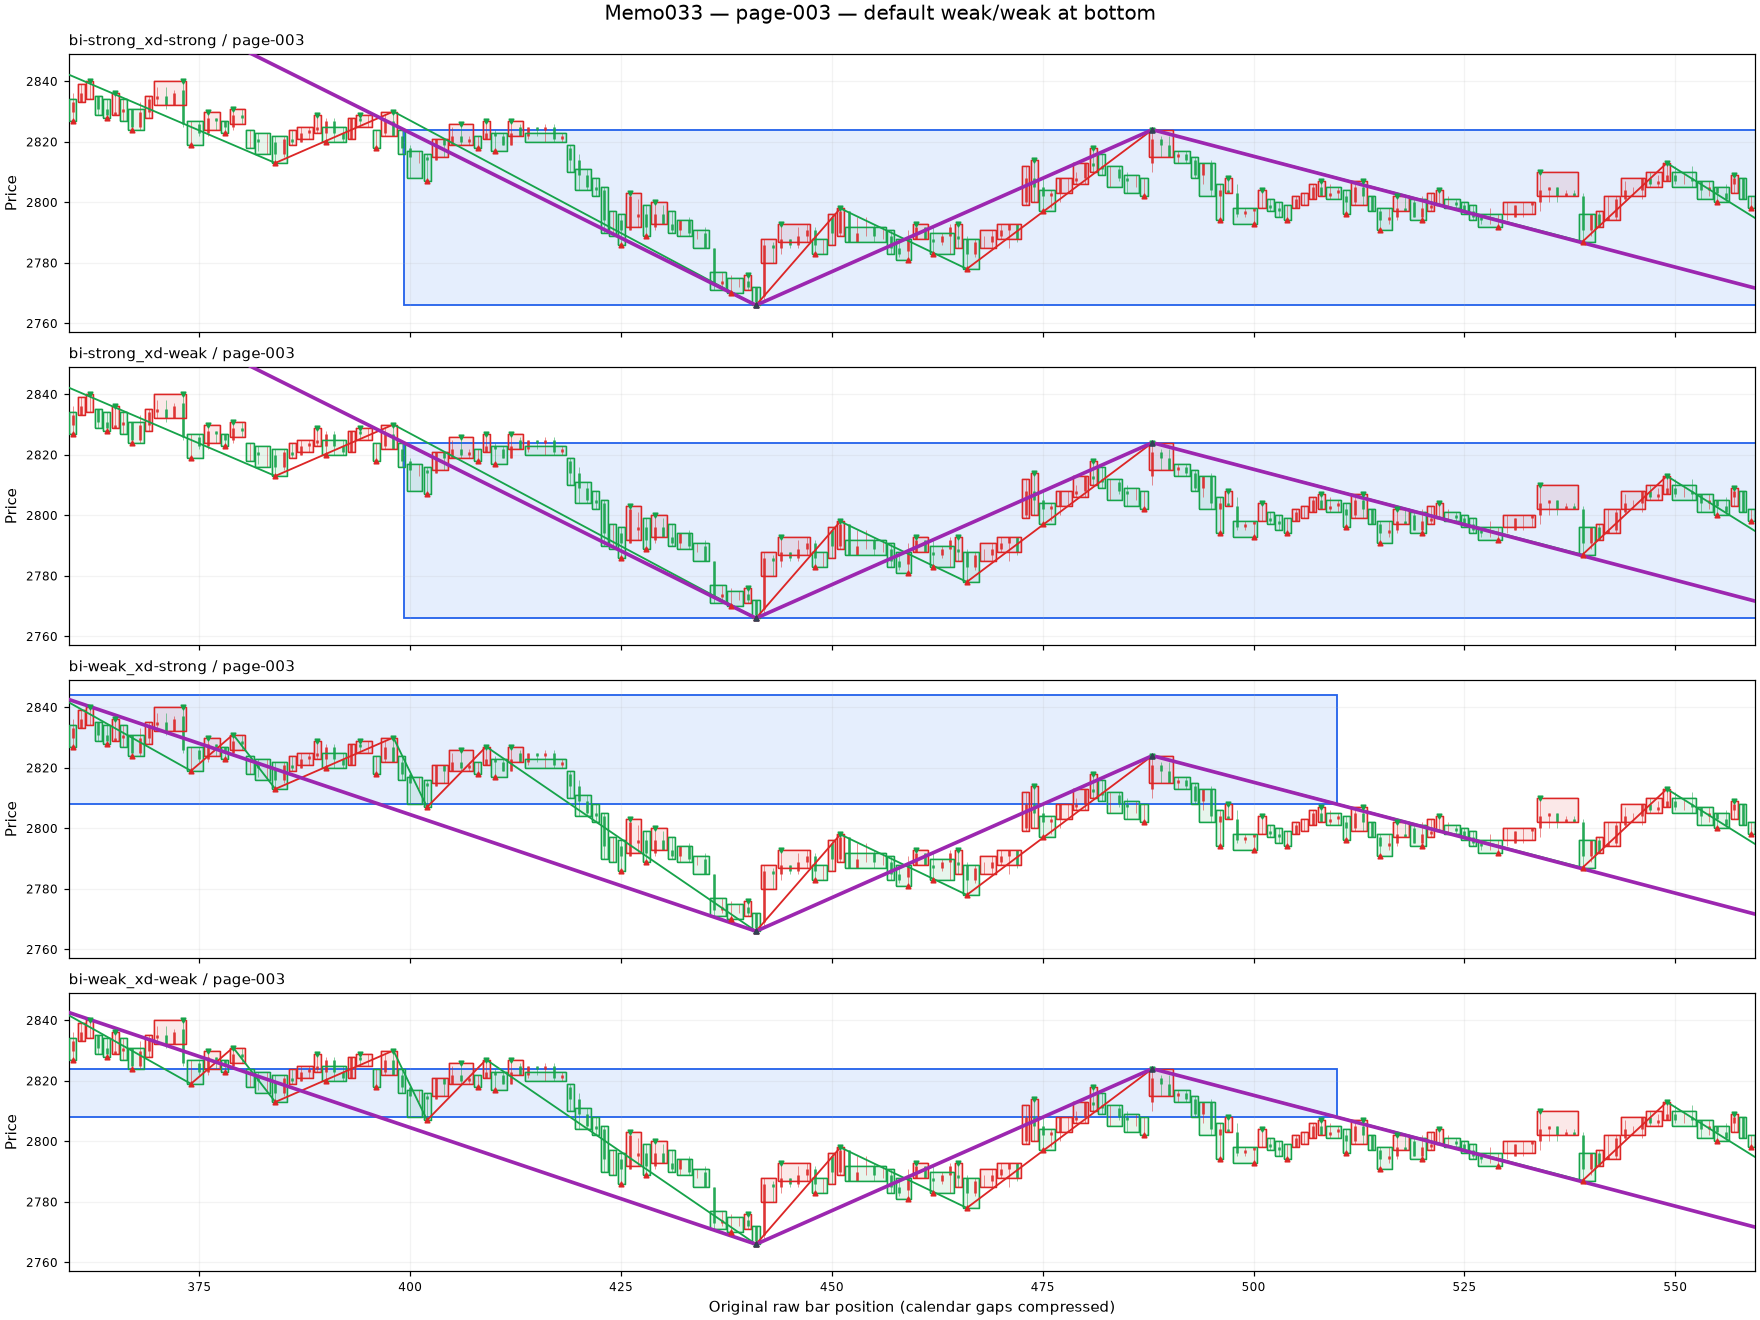 Memo033 — page-003 — default weak/weak at bottom
bi-strong_xd-strong / page-003
Price
2840
2820
2800
2780
2760
bi-strong_xd-weak / page-003
Price
2840
2820
2800
2780
2760
bi-weak_xd-strong / page-003
Price
2840
2820
2800
2780
2760
bi-weak_xd-weak / page-003
Price
2840
2820
2800
2780
2760
375 400 425 450 475 500 525 550
Original raw bar position (calendar gaps compressed)